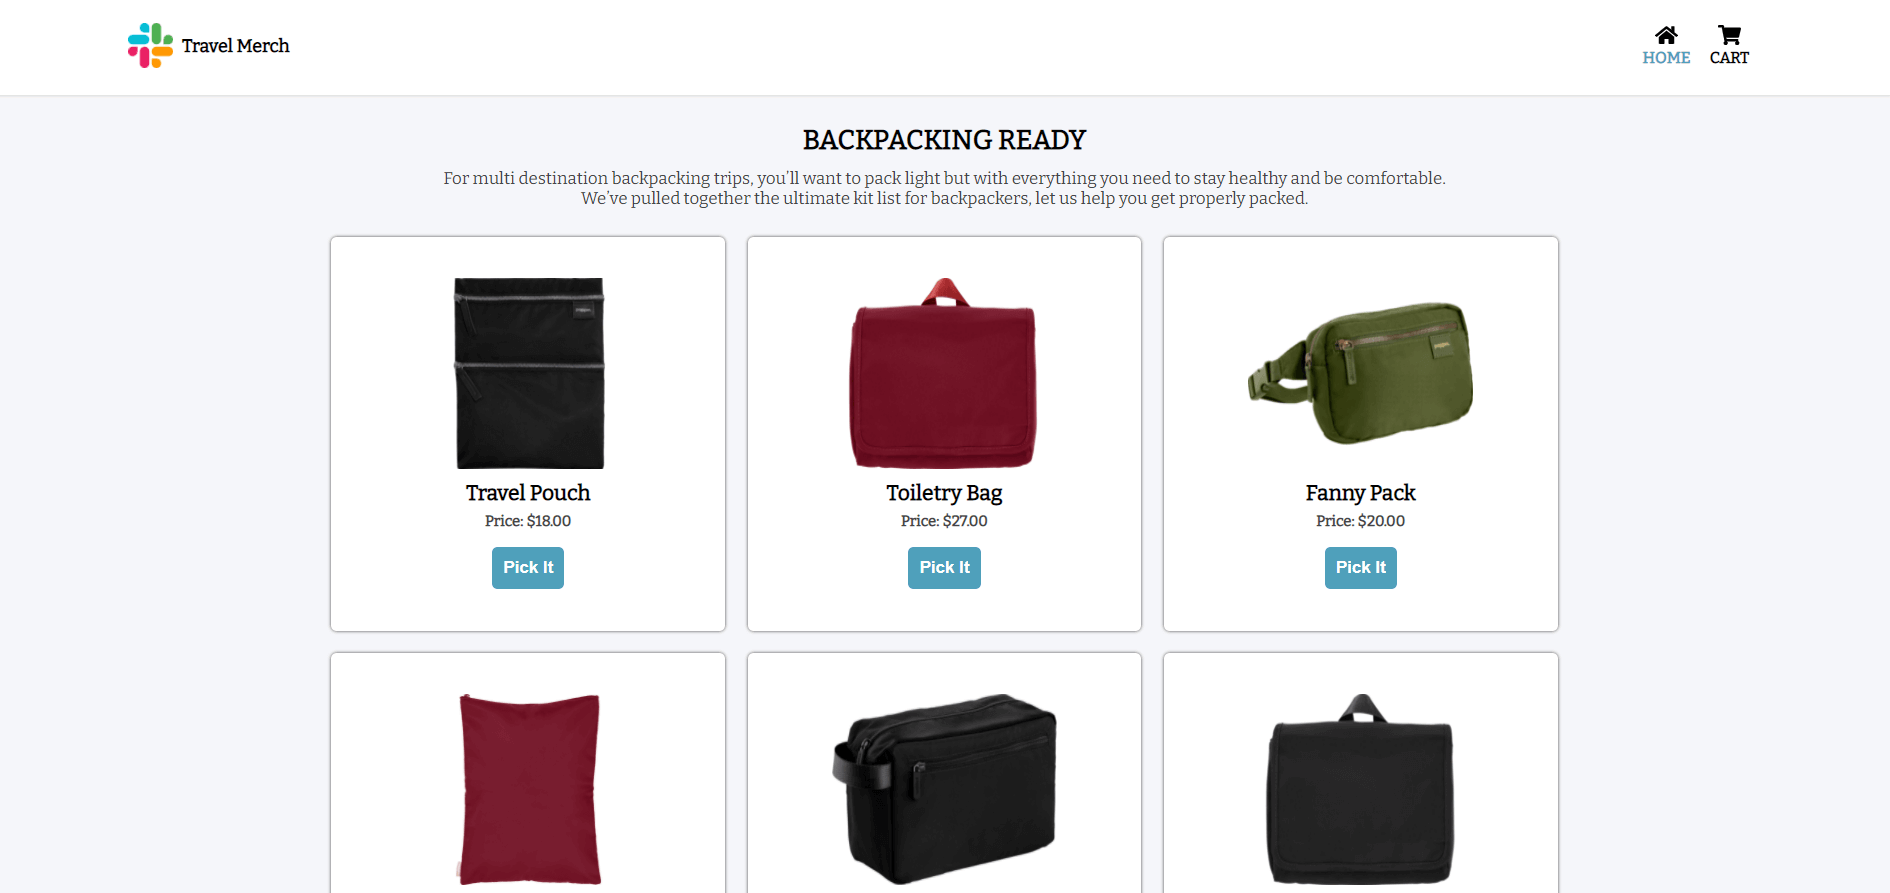 Travel Merch
HOME
CART
BACKPACKING READY
For multi destination backpacking trips, you’ll want to pack light but with everything you need to stay healthy and be comfortable.
We’ve pulled together the ultimate kit list for backpackers, let us help you get properly packed.
Travel Pouch
Price: $18.00
Pick It
Toiletry Bag
Price: $27.00
Pick It
Fanny Pack
Price: $20.00
Pick It